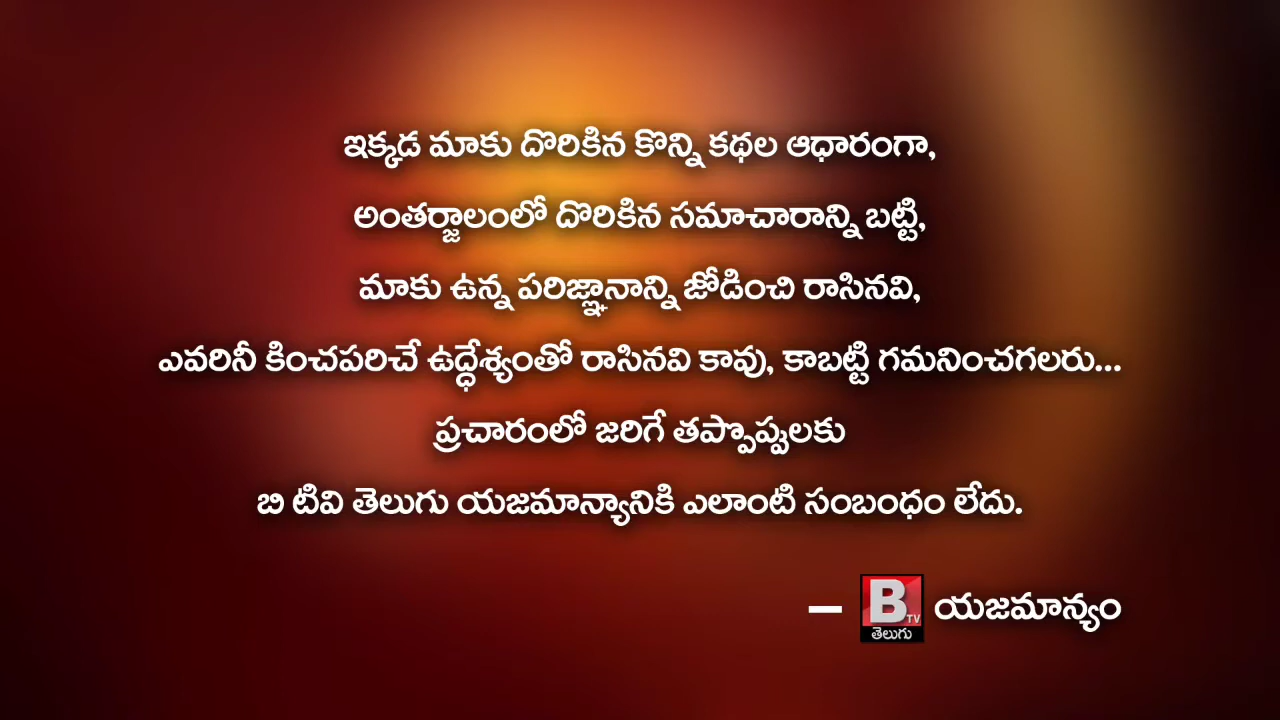 ఇక్కడ మాకు దొరికిన కొన్ని కథల ఆధారంగా,
అంతర్జాలంలో దొరికిన సమాచారాన్ని బట్టి,
మాకు ఉన్న పరిజ్ఞానాన్ని జోడించి రాసినవి,
ఎవరినీ కించపరిచే ఉద్ధేశ్యంతో రాసినవి కావు, కాబట్టి గమనించగలరు...
ప్రచారంలో జరిగే తప్పొప్పులకు
బి టివి తెలుగు యజమాన్యానికి ఎలాంటి సంబంధం లేదు.
– B TV తెలుగు యజమాన్యం